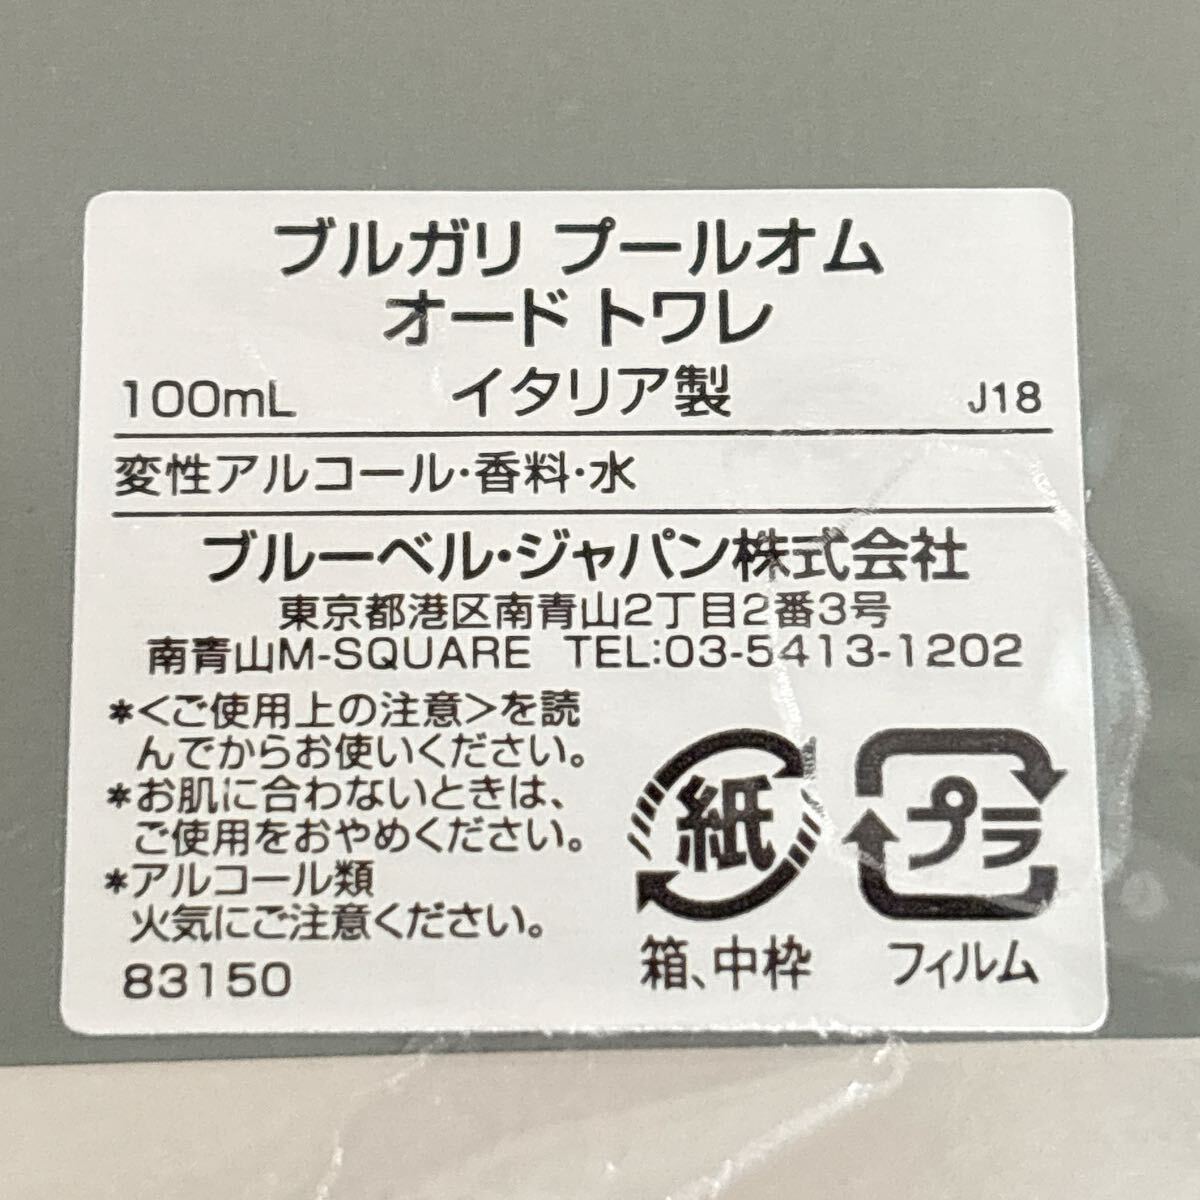 ブルガリ プールオム
オード トワレ
100mL イタリア製 J18
変性アルコール・香料・水
ブルーベル・ジャパン株式会社
東京都港区南青山2丁目2番3号
南青山M-SQUARE TEL:03-5413-1202
*<ご使用上の注意>を読
んでからお使いください。
*お肌に合わないときは、
ご使用をおやめください。
*アルコール類
火気にご注意ください。
83150
紙
箱、中枠
プラ
フィルム